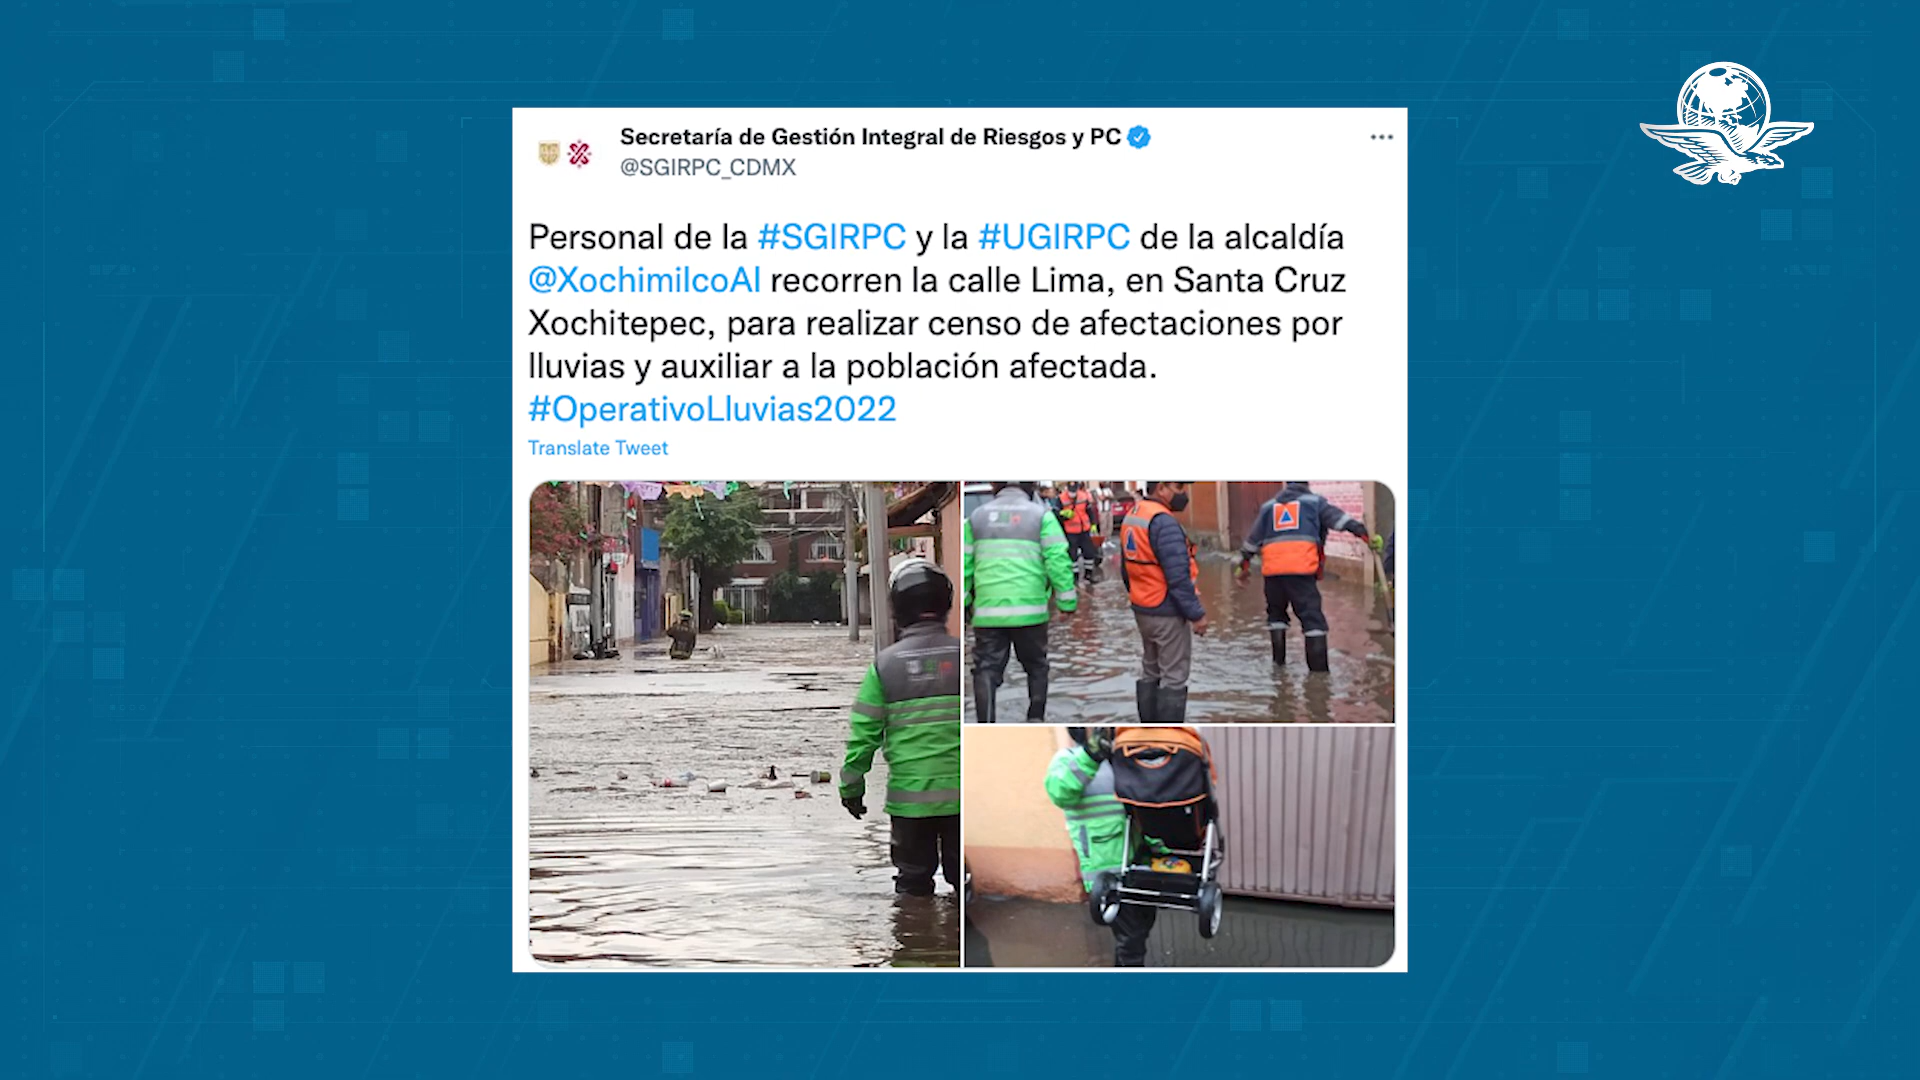 Secretaría de Gestión Integral de Riesgos y PC
@SGIRPC_CDMX
Personal de la #SGIRPC y la #UGIRPC de la alcaldía
@XochimilcoAl recorren la calle Lima, en Santa Cruz
Xochitepec, para realizar censo de afectaciones por
lluvias y auxiliar a la población afectada.
#OperativoLluvias2022
Translate Tweet